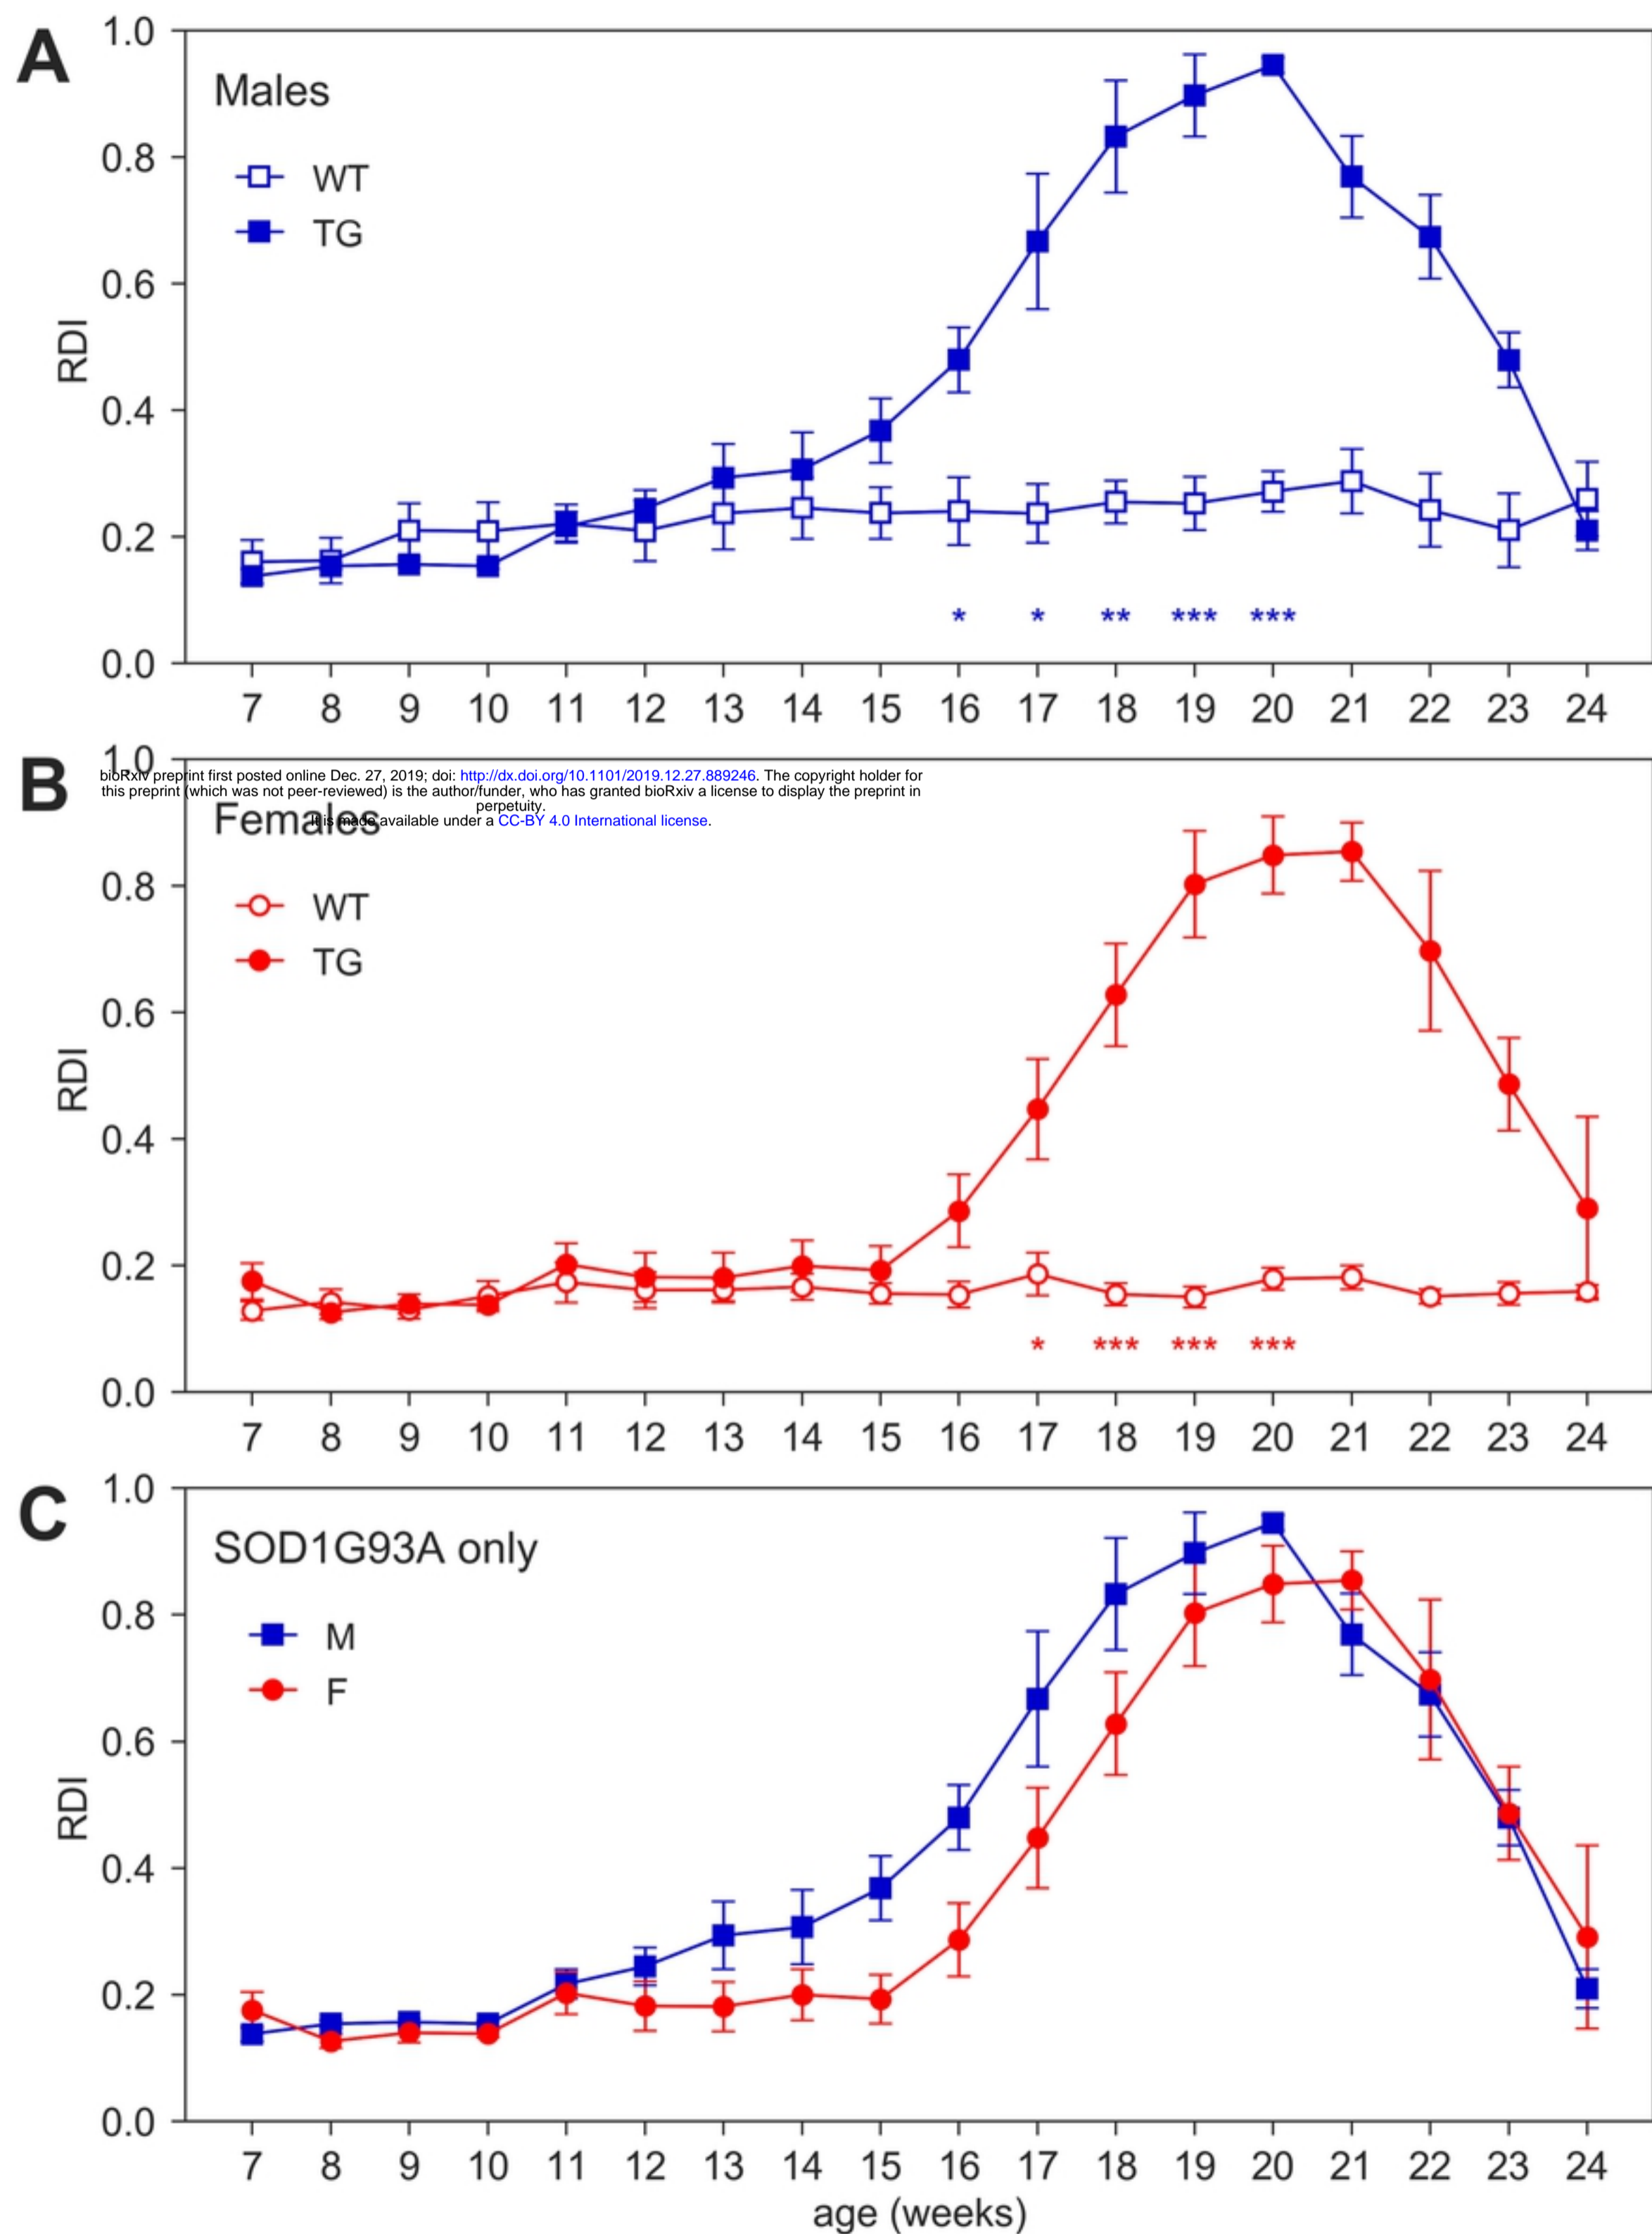 A
1.0
Males
WT
TG
0.8
0.6
RDI
0.4
0.2
* * ** *** ***
0.0
7 8 9 10 11 12 13 14 15 16 17 18 19 20 21 22 23 24
B
1.0
bioRxiv preprint first posted online Dec. 27, 2019; doi: http://dx.doi.org/10.1101/2019.12.27.889246. The copyright holder for
this preprint (which was not peer-reviewed) is the author/funder, who has granted bioRxiv a license to display the preprint in
perpetuity.
It is made available under a CC-BY 4.0 International license.
Females
WT
TG
0.8
0.6
RDI
0.4
0.2
* *** *** ***
0.0
7 8 9 10 11 12 13 14 15 16 17 18 19 20 21 22 23 24
C
1.0
SOD1G93A only
M
F
0.8
0.6
RDI
0.4
0.2
0.0
7 8 9 10 11 12 13 14 15 16 17 18 19 20 21 22 23 24
age (weeks)